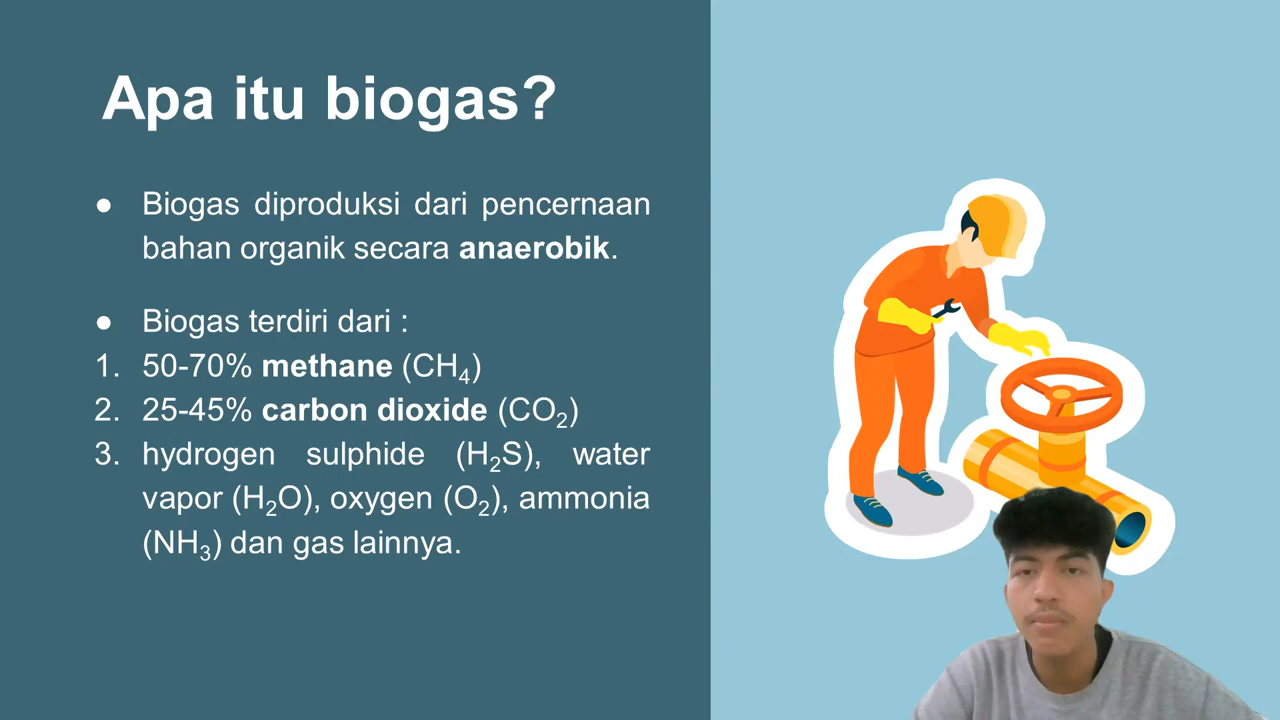 Apa itu biogas?
● Biogas diproduksi dari pencernaan
bahan organik secara anaerobik.
● Biogas terdiri dari :
1. 50-70% methane (CH₄)
2. 25-45% carbon dioxide (CO₂)
3. hydrogen sulphide (H₂S), water
vapor (H₂O), oxygen (O₂), ammonia
(NH₃) dan gas lainnya.